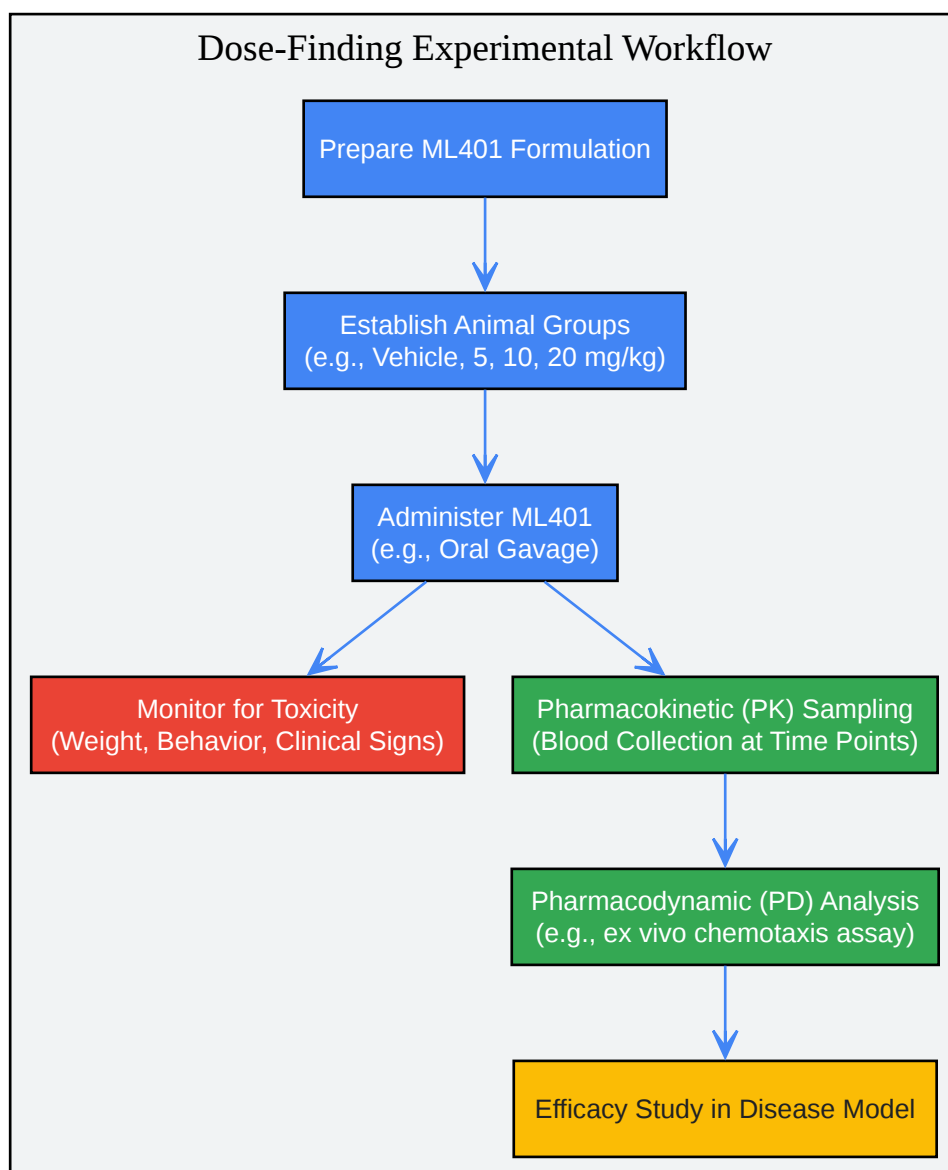 Dose-Finding Experimental Workflow
Prepare ML401 Formulation
Establish Animal Groups
(e.g., Vehicle, 5, 10, 20 mg/kg)
Administer ML401
(e.g., Oral Gavage)
Monitor for Toxicity
(Weight, Behavior, Clinical Signs)
Pharmacokinetic (PK) Sampling
(Blood Collection at Time Points)
Pharmacodynamic (PD) Analysis
(e.g., ex vivo chemotaxis assay)
Efficacy Study in Disease Model